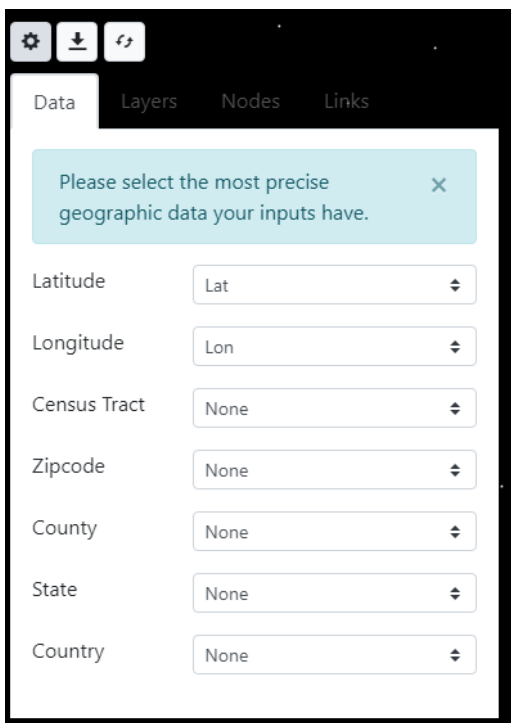 Data Layers Nodes Links
Please select the most precise
geographic data your inputs have.
Latitude Lat
Longitude Lon
Census Tract None
Zipcode None
County None
State None
Country None